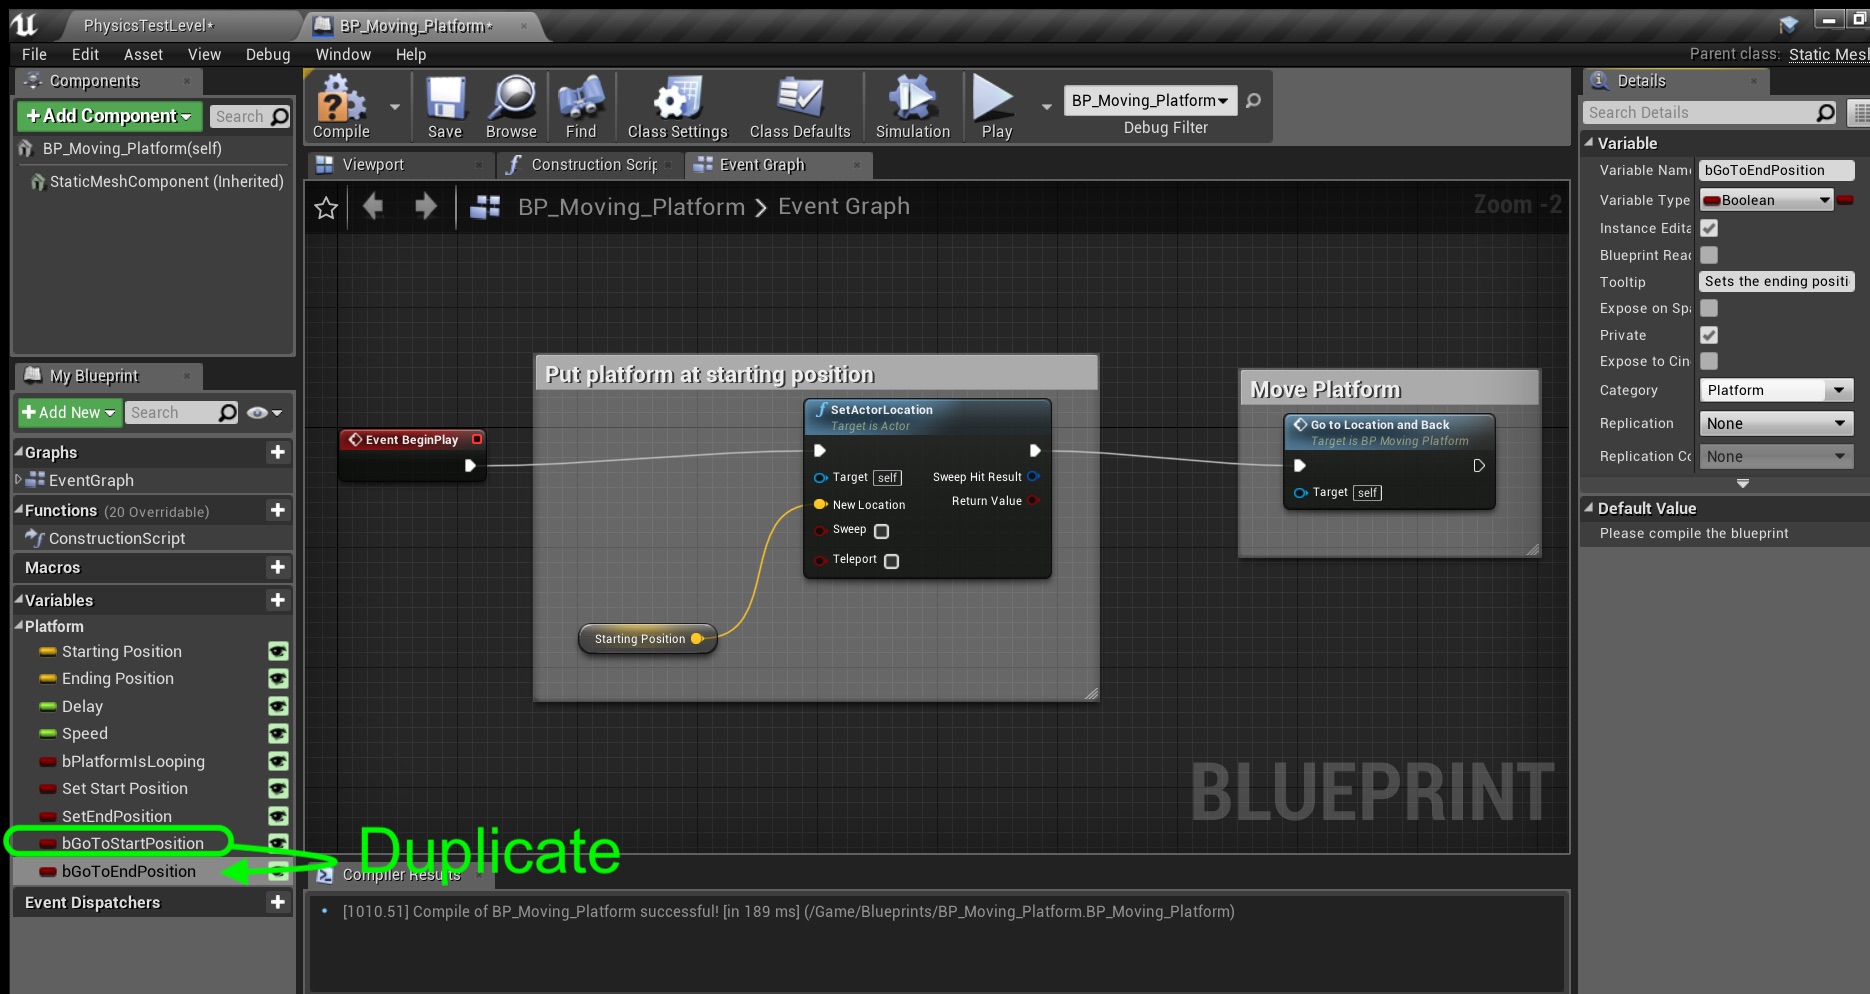 PhysicsTestLevel*
BP_Moving_Platform*
File Edit Asset View Debug Window Help
Parent class: Static Mesh
Components
+Add Component
Search
BP_Moving_Platform(self)
StaticMeshComponent (Inherited)
Compile Save Browse Find Class Settings Class Defaults Simulation Play
BP_Moving_Platform
Debug Filter
Viewport
Construction Scrip
Event Graph
BP_Moving_Platform > Event Graph
Zoom -2
Put platform at starting position
Event BeginPlay
SetActorLocation
Target is Actor
Target self
Sweep Hit Result
New Location
Return Value
Sweep
Teleport
Starting Position
Move Platform
Go to Location and Back
Target is BP Moving Platform
Target self
BLUEPRINT
My Blueprint
+Add New
Search
Graphs
EventGraph
Functions (20 Overridable)
ConstructionScript
Macros
Variables
Platform
Starting Position
Ending Position
Delay
Speed
bPlatformIsLooping
Set Start Position
SetEndPosition
bGoToStartPosition
bGoToEndPosition
Event Dispatchers
Duplicate
Compiler Results
[1010.51] Compile of BP_Moving_Platform successful! [in 189 ms] (/Game/Blueprints/BP_Moving_Platform.BP_Moving_Platform)
Details
Search Details
Variable
Variable Nam bGoToEndPosition
Variable Type Boolean
Instance Edita
Blueprint Read
Tooltip Sets the ending positi
Expose on Spa
Private
Expose to Cin
Category Platform
Replication None
Replication Co None
Default Value
Please compile the blueprint